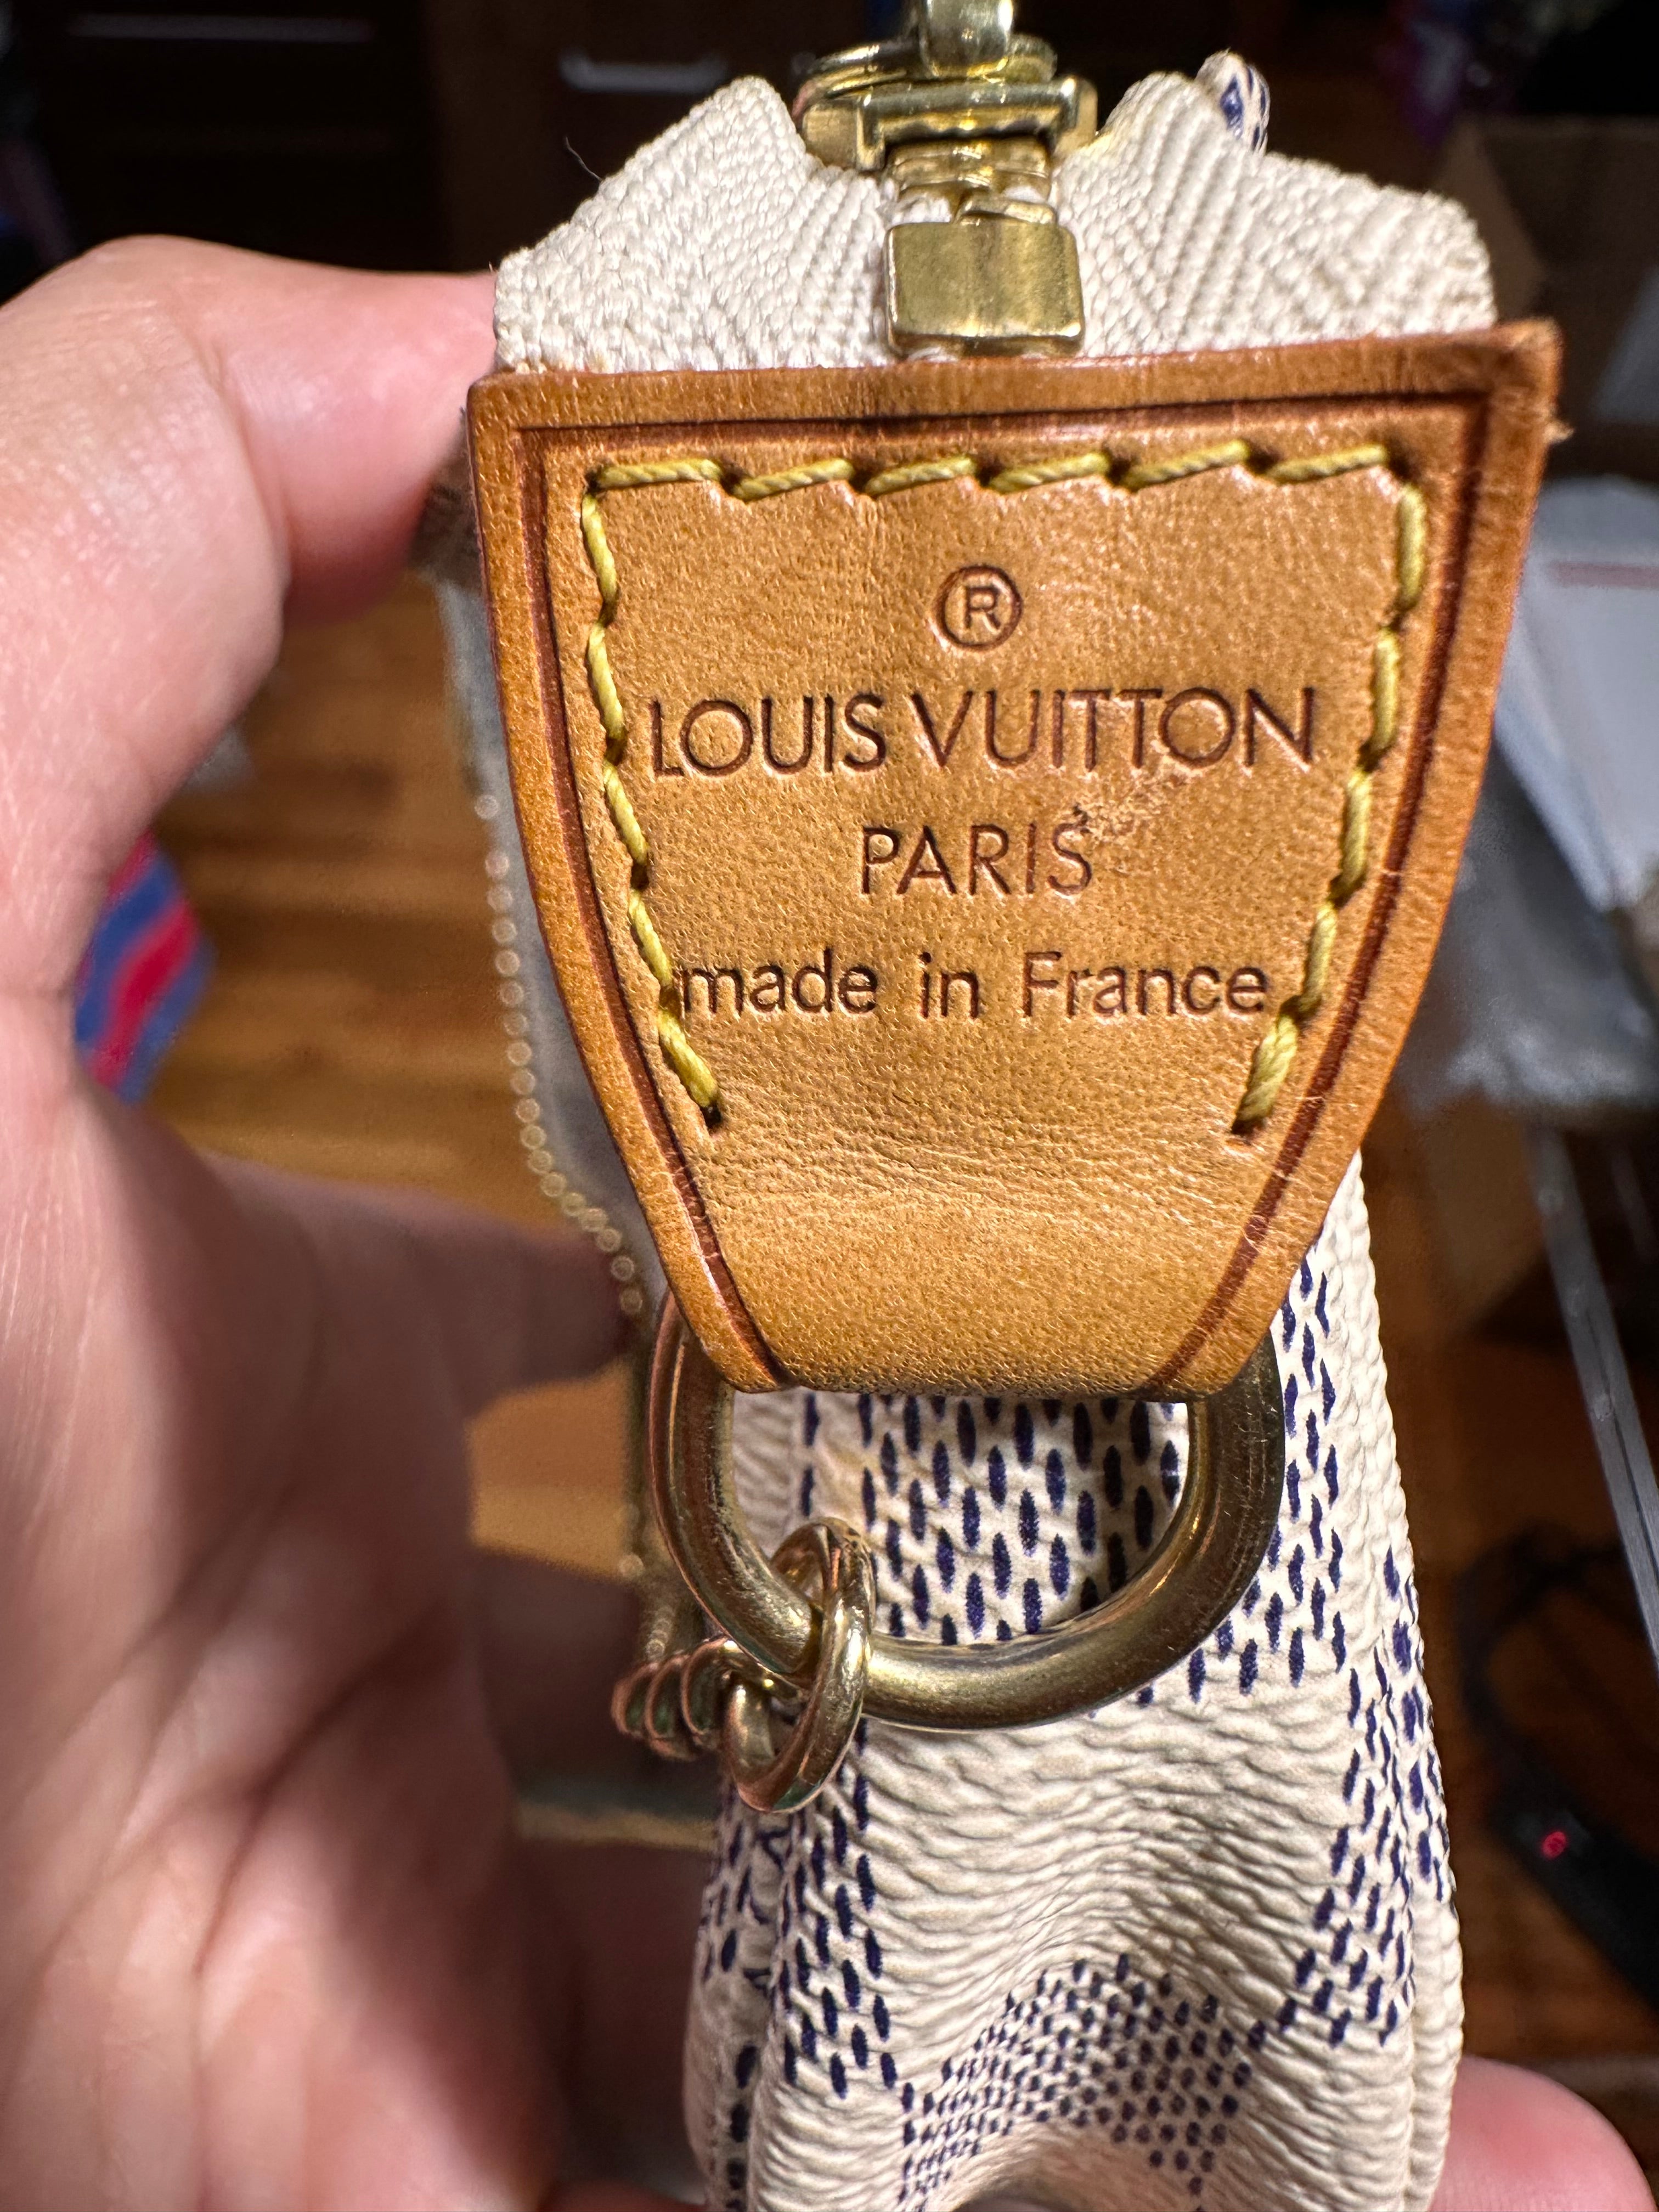 ®
LOUIS VUITTON
PARIS
made in France